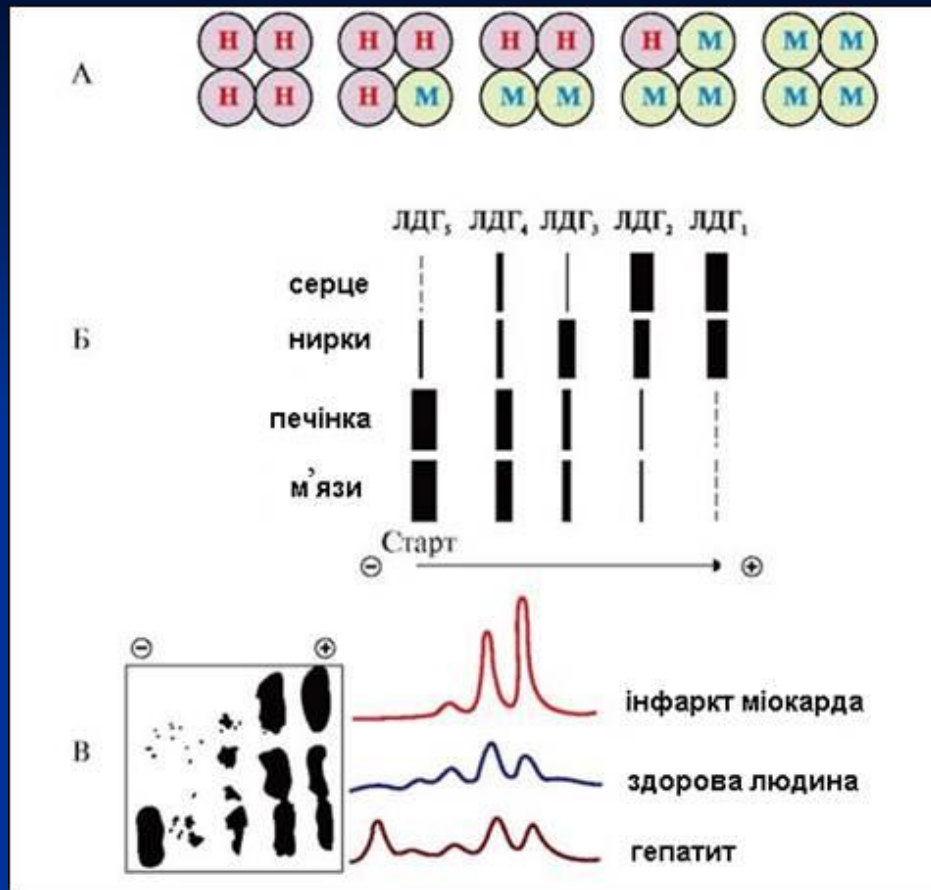 А
H H H H H H H M M M
H H H M M M M M M M
ЛДГ₅ ЛДГ₄ ЛДГ₃ ЛДГ₂ ЛДГ₁
Б
серце
нирки
печінка
м’язи
Старт
⊖ ⊕
⊖ ⊕
В
інфаркт міокарда
здорова людина
гепатит